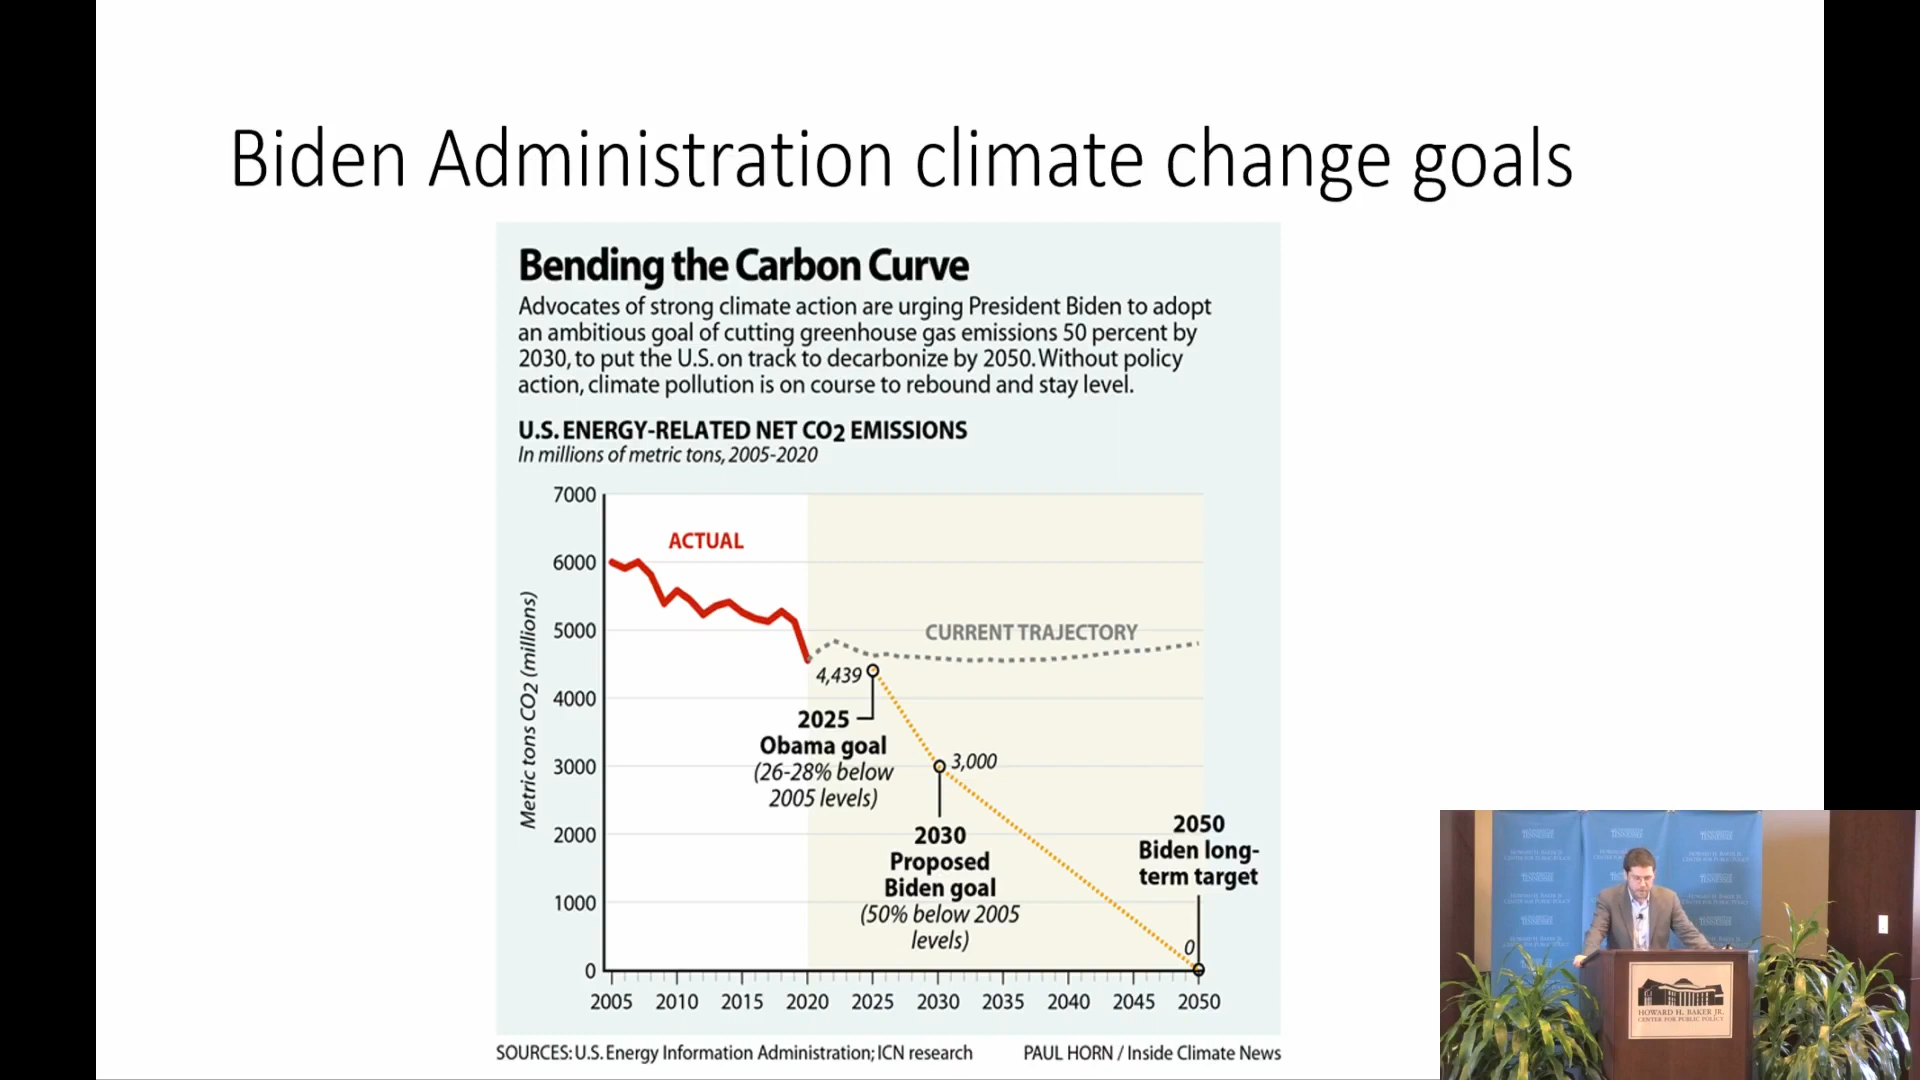 Biden Administration climate change goals
Bending the Carbon Curve
Advocates of strong climate action are urging President Biden to adopt
an ambitious goal of cutting greenhouse gas emissions 50 percent by
2030, to put the U.S. on track to decarbonize by 2050. Without policy
action, climate pollution is on course to rebound and stay level.
U.S. ENERGY-RELATED NET CO2 EMISSIONS
In millions of metric tons, 2005-2020
Metric tons CO2 (millions)
7000
6000
5000
4000
3000
2000
1000
0
ACTUAL
CURRENT TRAJECTORY
4,439
2025
Obama goal
(26-28% below
2005 levels)
3,000
2030
Proposed
Biden goal
(50% below 2005
levels)
2050
Biden long-
term target
0
2005 2010 2015 2020 2025 2030 2035 2040 2045 2050
SOURCES: U.S. Energy Information Administration; ICN research
PAUL HORN / Inside Climate News
HOWARD H. BAKER JR.
CENTER FOR PUBLIC POLICY